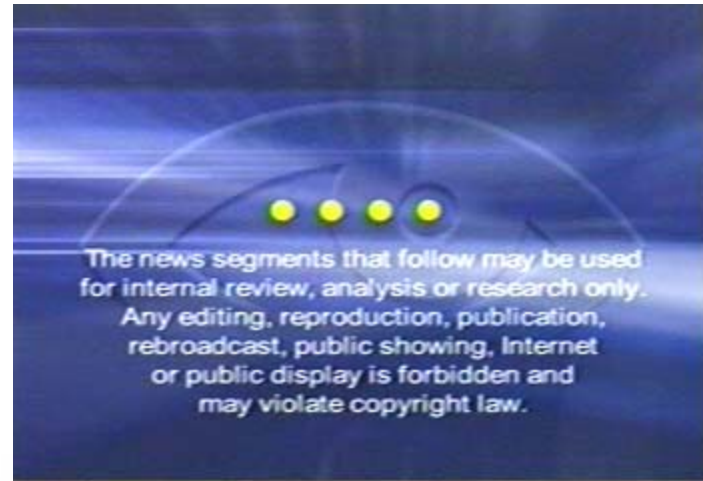 The news segments that follow may be used
for internal review, analysis or research only.
Any editing, reproduction, publication,
rebroadcast, public showing, Internet
or public display is forbidden and
may violate copyright law.